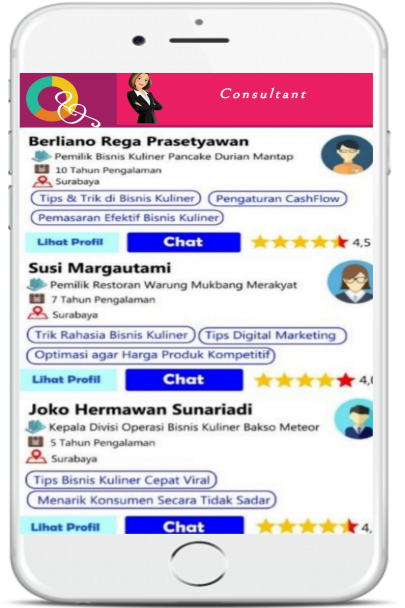 Consultant
Berliano Rega Prasetyawan
Pemilik Bisnis Kuliner Pancake Durian Mantap
10 Tahun Pengalaman
Surabaya
Tips & Trik di Bisnis Kuliner Pengaturan CashFlow
Pemasaran Efektif Bisnis Kuliner
Lihat Profil Chat 4,5
Susi Margautami
Pemilik Restoran Warung Mukbang Merakyat
7 Tahun Pengalaman
Surabaya
Trik Rahasia Bisnis Kuliner Tips Digital Marketing
Optimasi agar Harga Produk Kompetitif
Lihat Profil Chat 4,0
Joko Hermawan Sunariadi
Kepala Divisi Operasi Bisnis Kuliner Bakso Meteor
5 Tahun Pengalaman
Surabaya
Tips Bisnis Kuliner Cepat Viral
Menarik Konsumen Secara Tidak Sadar
Lihat Profil Chat 4,